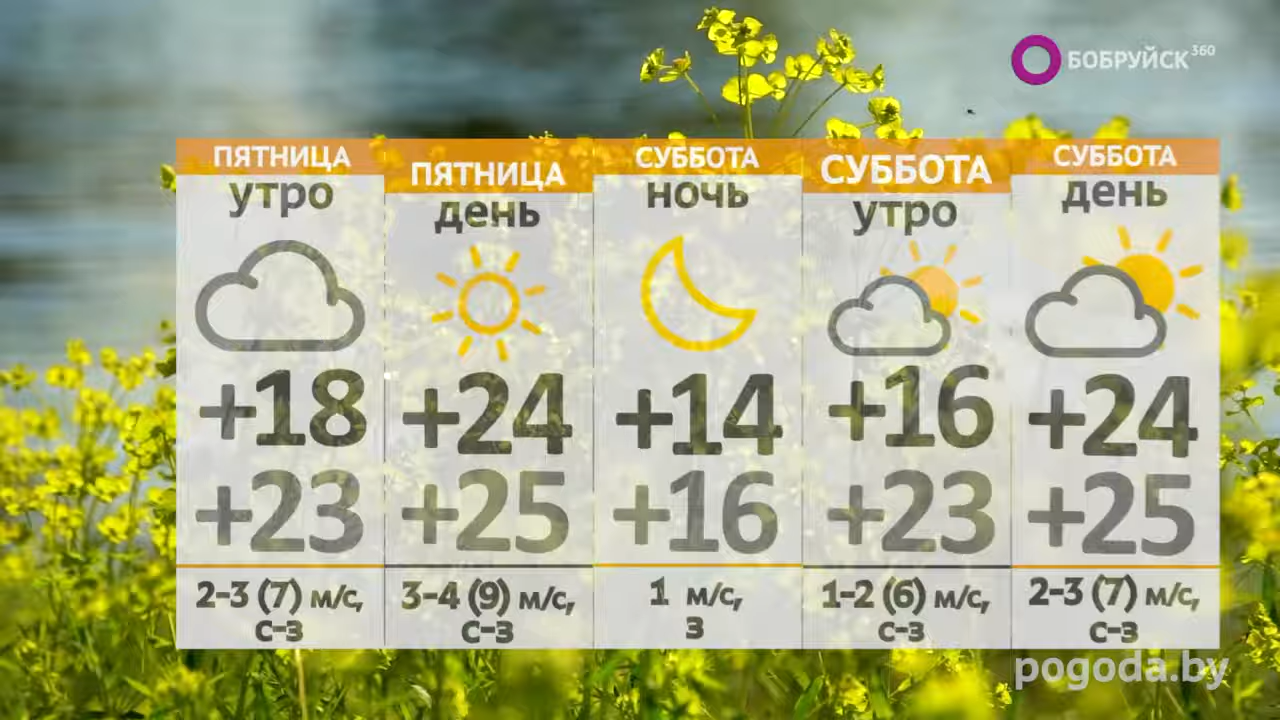 БОБРУЙСК 360
ПЯТНИЦА
утро
+18
+23
2-3 (7) м/с,
с-з
ПЯТНИЦА
день
+24
+25
3-4 (9) м/с,
с-з
СУББОТА
ночь
+14
+16
1 м/с,
з
СУББОТА
утро
+16
+23
1-2 (6) м/с,
с-з
СУББОТА
день
+24
+25
2-3 (7) м/с,
с-з
pogoda.by